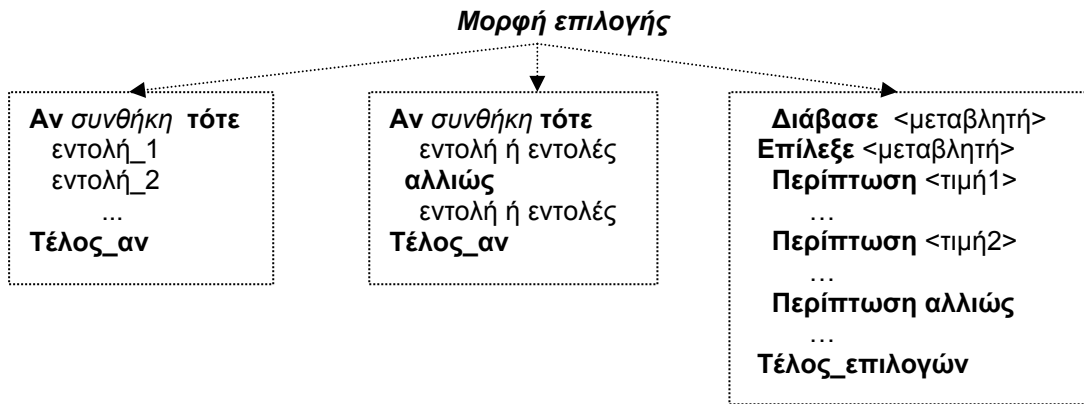 Μορφή επιλογής
Αν συνθήκη τότε
εντολή_1
εντολή_2
...
Τέλος_αν
Αν συνθήκη τότε
εντολή ή εντολές
αλλιώς
εντολή ή εντολές
Τέλος_αν
Διάβασε <μεταβλητή>
Επίλεξε <μεταβλητή>
Περίπτωση <τιμή1>
…
Περίπτωση <τιμή2>
…
Περίπτωση αλλιώς
…
Τέλος_επιλογών